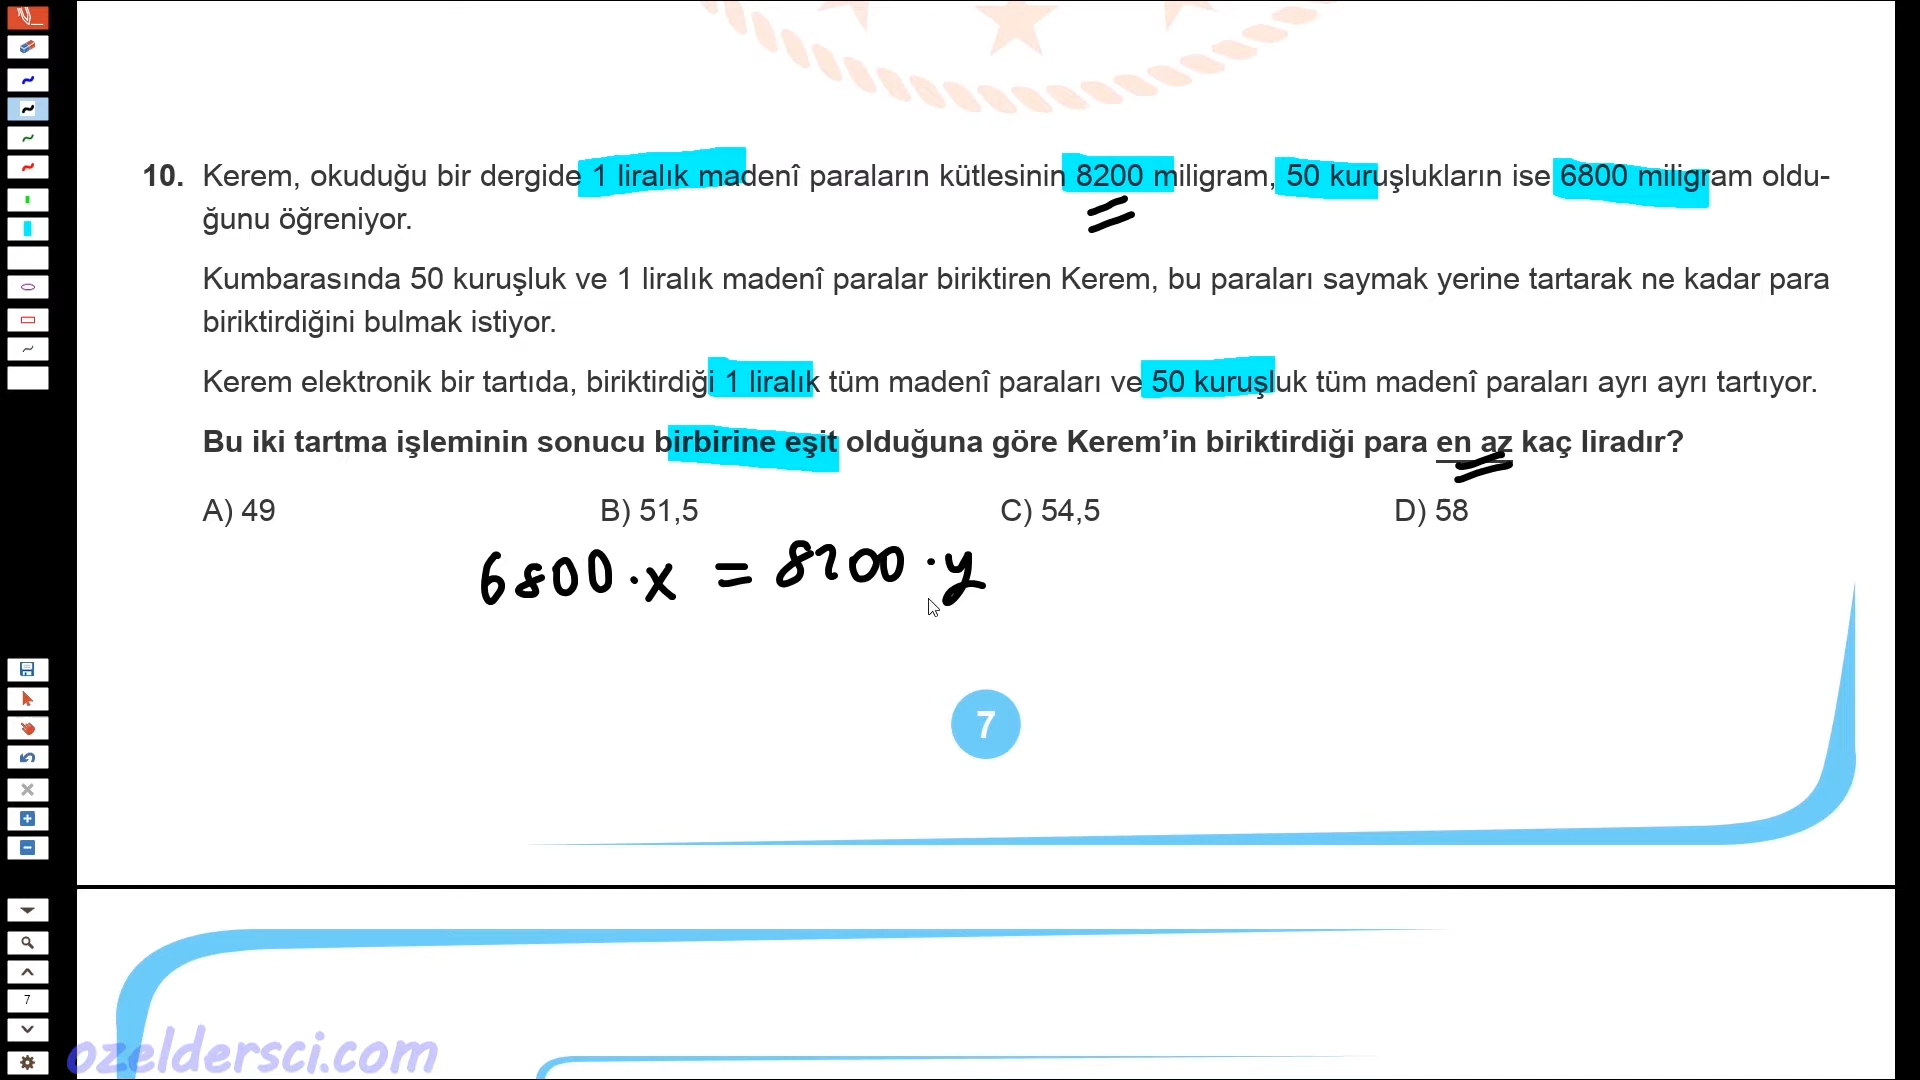 10. Kerem, okuduğu bir dergide 1 liralık madenî paraların kütlesinin 8200 miligram, 50 kuruşlukların ise 6800 miligram oldu-
ğunu öğreniyor.
Kumbarasında 50 kuruşluk ve 1 liralık madenî paralar biriktiren Kerem, bu paraları saymak yerine tartarak ne kadar para
biriktirdiğini bulmak istiyor.
Kerem elektronik bir tartıda, biriktirdiği 1 liralık tüm madenî paraları ve 50 kuruşluk tüm madenî paraları ayrı ayrı tartıyor.
Bu iki tartma işleminin sonucu birbirine eşit olduğuna göre Kerem’in biriktirdiği para en az kaç liradır?
A) 49 B) 51,5 C) 54,5 D) 58
6800 · x = 8200 · y
7
7
ozeldersci.com